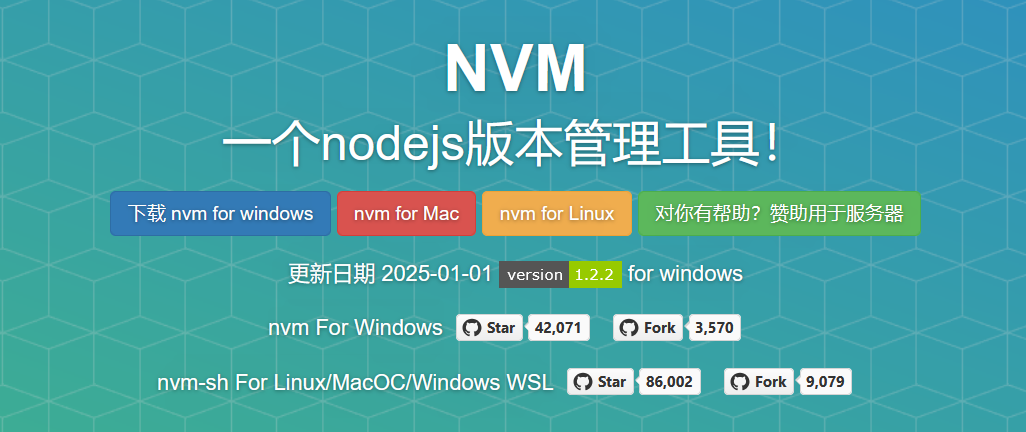 NVM
一个nodejs版本管理工具！
下载 nvm for windows nvm for Mac nvm for Linux 对你有帮助？赞助用于服务器
更新日期 2025-01-01 version 1.2.2 for windows
nvm For Windows Star 42,071 Fork 3,570
nvm-sh For Linux/MacOC/Windows WSL Star 86,002 Fork 9,079